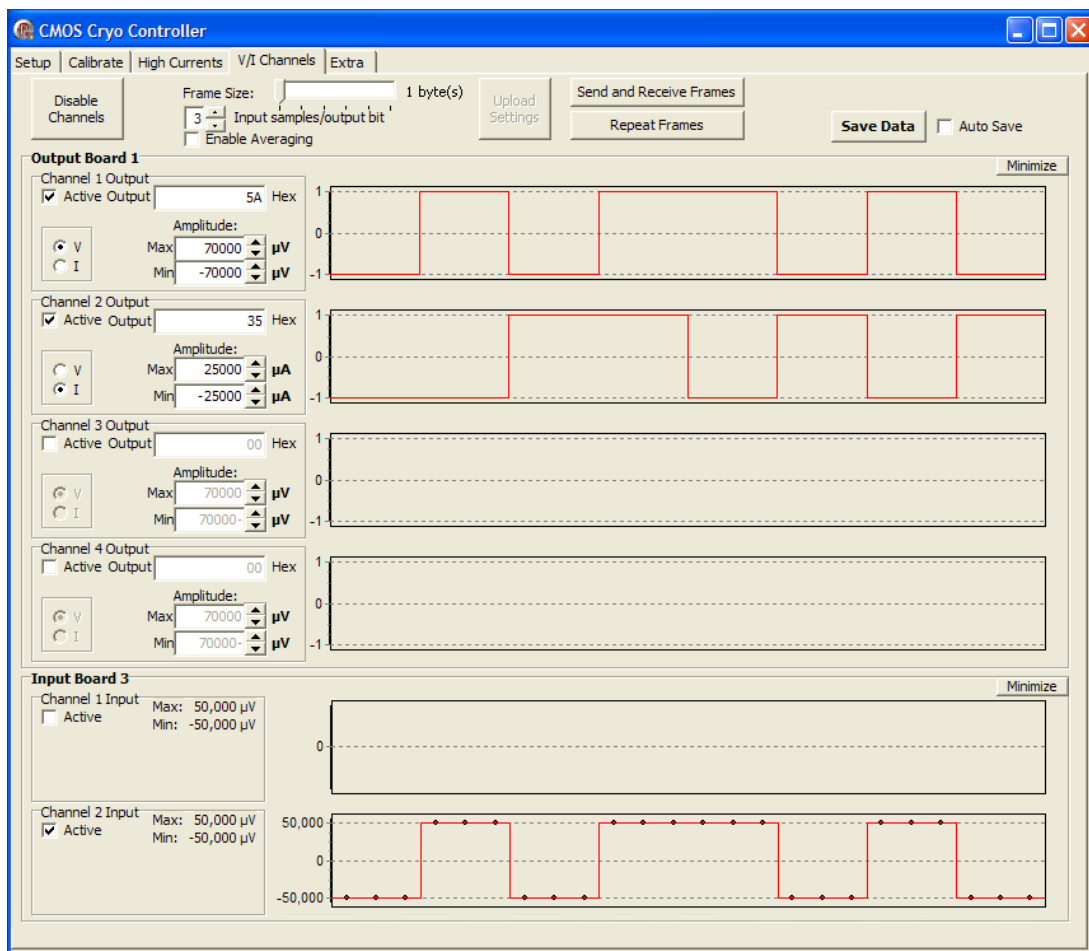 CMOS Cryo Controller
Setup Calibrate High Currents V/I Channels Extra
Disable Channels
Frame Size: 1 byte(s)
3 Input samples/output bit
Enable Averaging
Upload Settings
Send and Receive Frames
Repeat Frames
Save Data Auto Save
Output Board 1 Minimize
Channel 1 Output
Active Output 5A Hex
Amplitude:
V Max 70000 µV
I Min -70000 µV
1
0
-1
Channel 2 Output
Active Output 35 Hex
Amplitude:
V Max 25000 µA
I Min -25000 µA
1
0
-1
Channel 3 Output
Active Output 00 Hex
Amplitude:
V Max 70000 µV
I Min 70000- µV
1
0
-1
Channel 4 Output
Active Output 00 Hex
Amplitude:
V Max 70000 µV
I Min 70000- µV
1
0
-1
Input Board 3 Minimize
Channel 1 Input Max: 50,000 µV
Active Min: -50,000 µV
0
Channel 2 Input Max: 50,000 µV
Active Min: -50,000 µV
50,000
0
-50,000